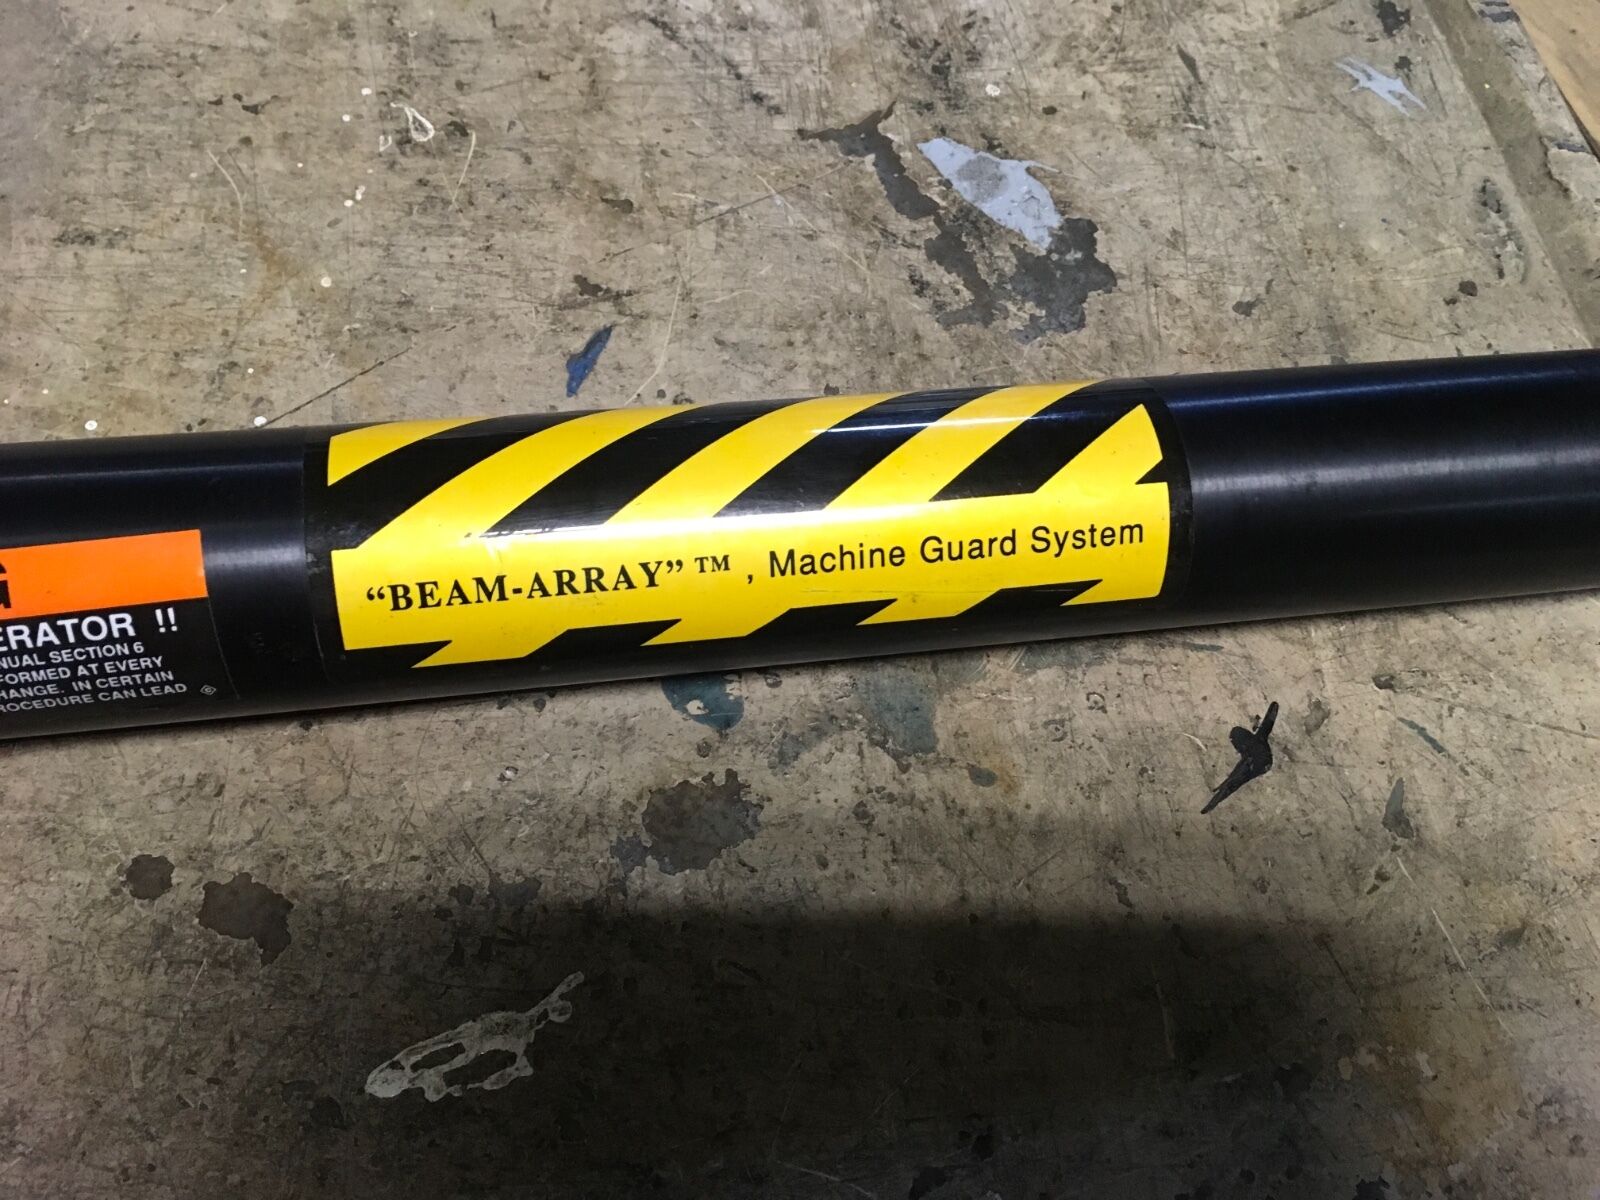 “BEAM-ARRAY” ™ , Machine Guard System
G
ERATOR !!
NUAL SECTION 6
FORMED AT EVERY
HANGE. IN CERTAIN
ROCEDURE CAN LEAD